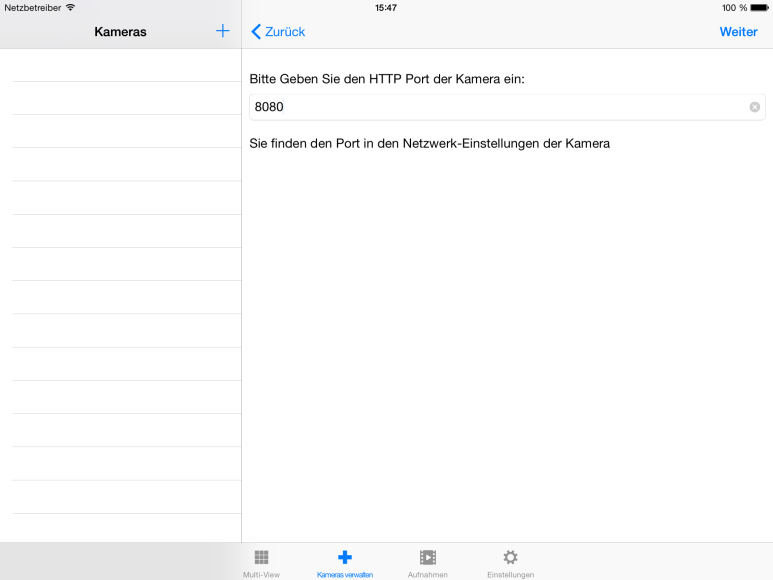 Netzbetreiber 15:47 100 %
Kameras + Zurück Weiter
Bitte Geben Sie den HTTP Port der Kamera ein:
8080
Sie finden den Port in den Netzwerk-Einstellungen der Kamera
Multi-View Kameras verwalten Aufnahmen Einstellungen